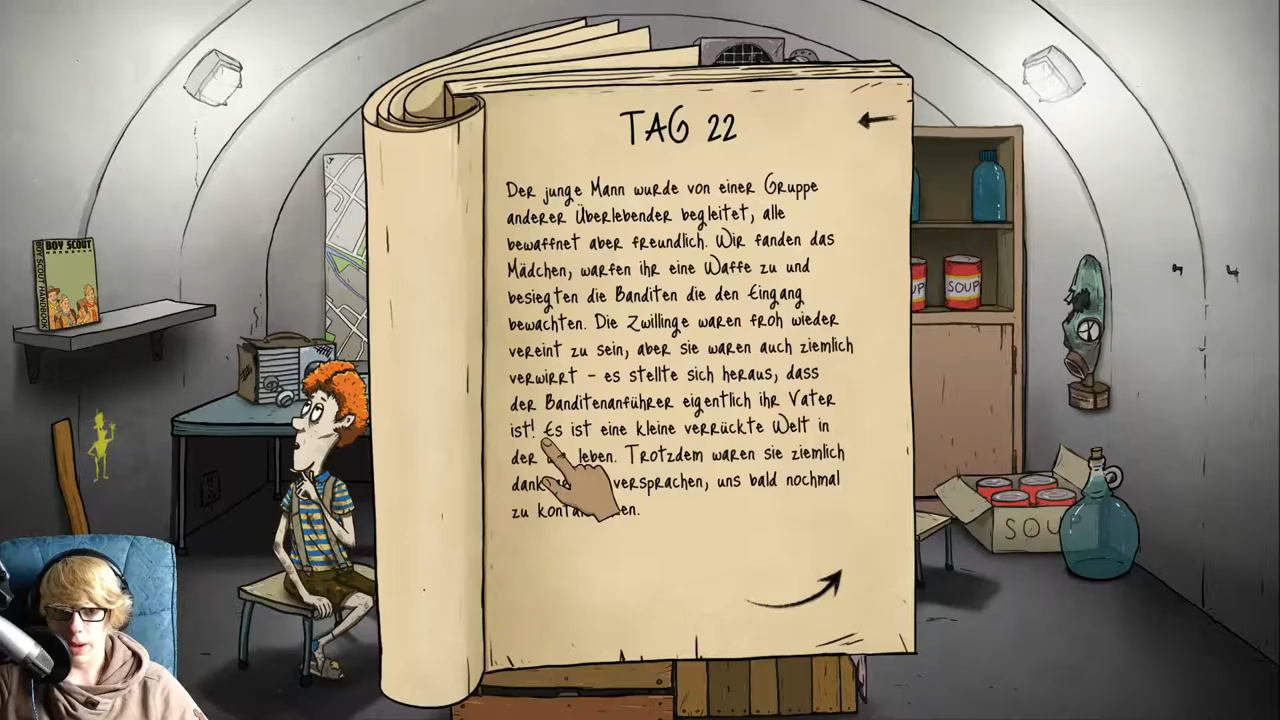 TAG 22
Der junge Mann wurde von einer Gruppe
anderer Überlebender begleitet, alle
bewaffnet aber freundlich. Wir fanden das
Mädchen, warfen ihr eine Waffe zu und
besiegten die Banditen die den Eingang
bewachten. Die Zwillinge waren froh wieder
vereint zu sein, aber sie waren auch ziemlich
verwirrt - es stellte sich heraus, dass
der Banditenanführer eigentlich ihr Vater
ist! Es ist eine kleine verrückte Welt in
der leben. Trotzdem waren sie ziemlich
versprachen, uns bald nochmal
zu
BOY SCOUT
BOY SCOUT HANDBOOK
SOUP